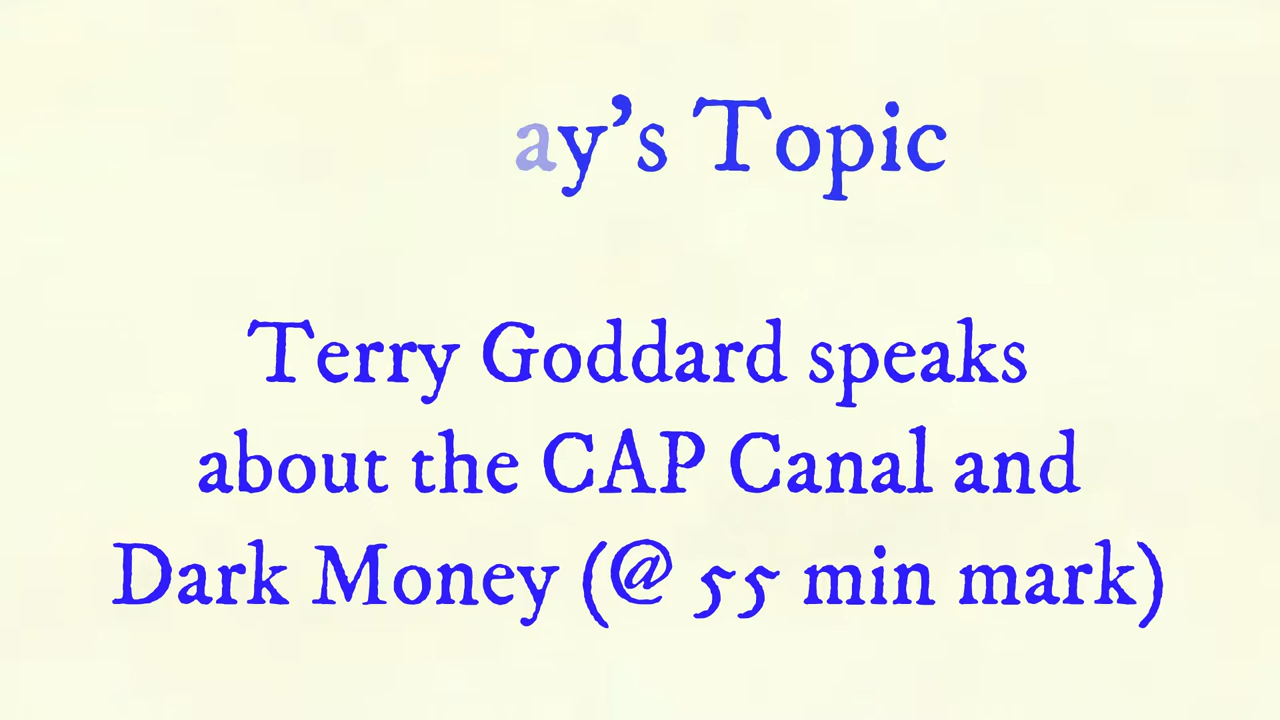 ay's Topic
Terry Goddard speaks
about the CAP Canal and
Dark Money (@ 55 min mark)